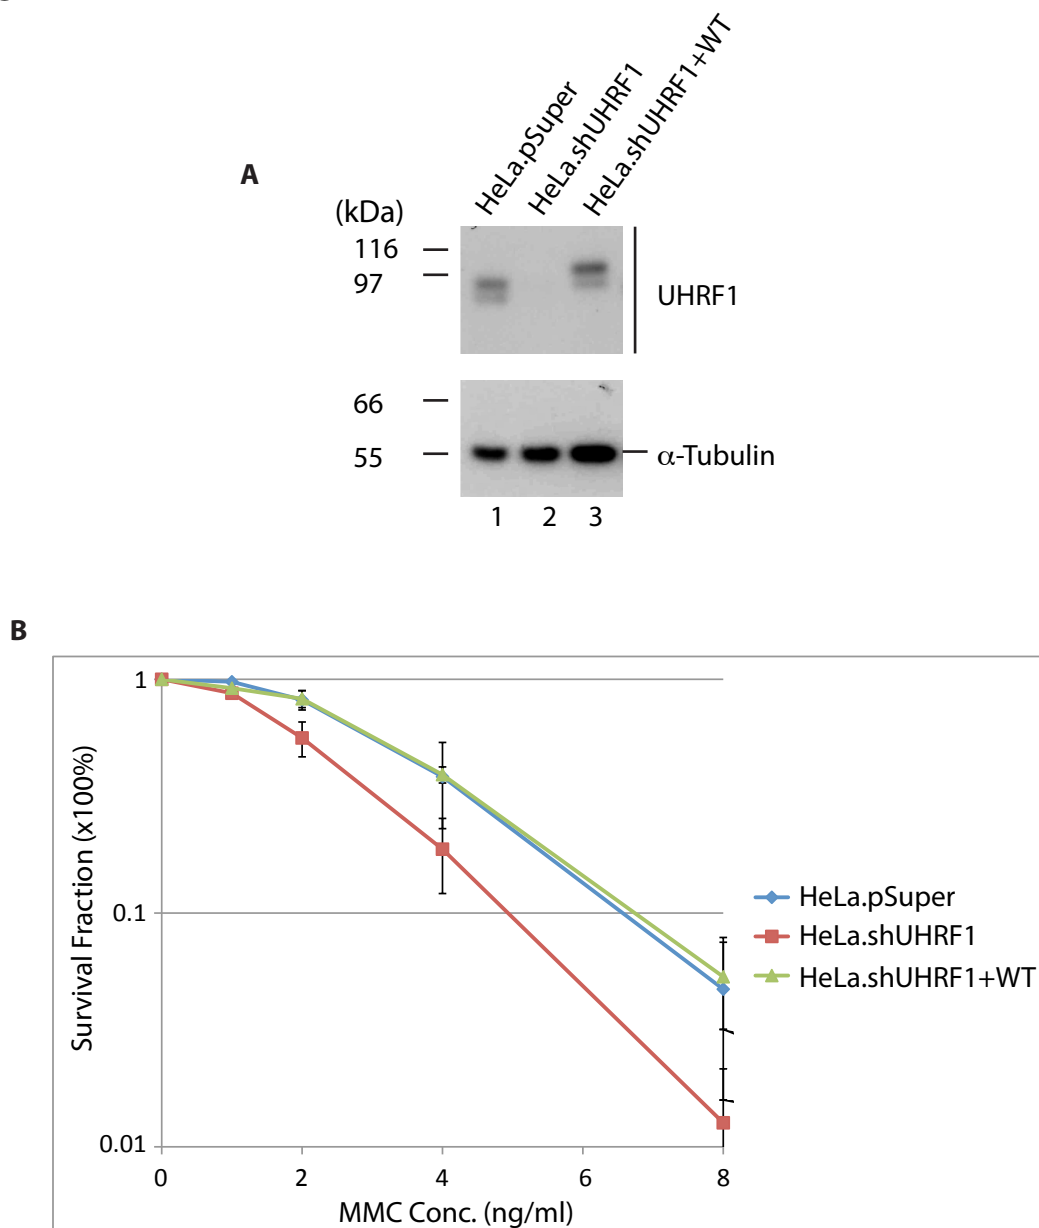 A
HeLa.pSuper
HeLa.shUHRF1
HeLa.shUHRF1+WT
(kDa)
116
97
UHRF1
66
55
α-Tubulin
1 2 3
B
1
0.1
0.01
Survival Fraction (x100%)
0 2 4 6 8
MMC Conc. (ng/ml)
HeLa.pSuper
HeLa.shUHRF1
HeLa.shUHRF1+WT